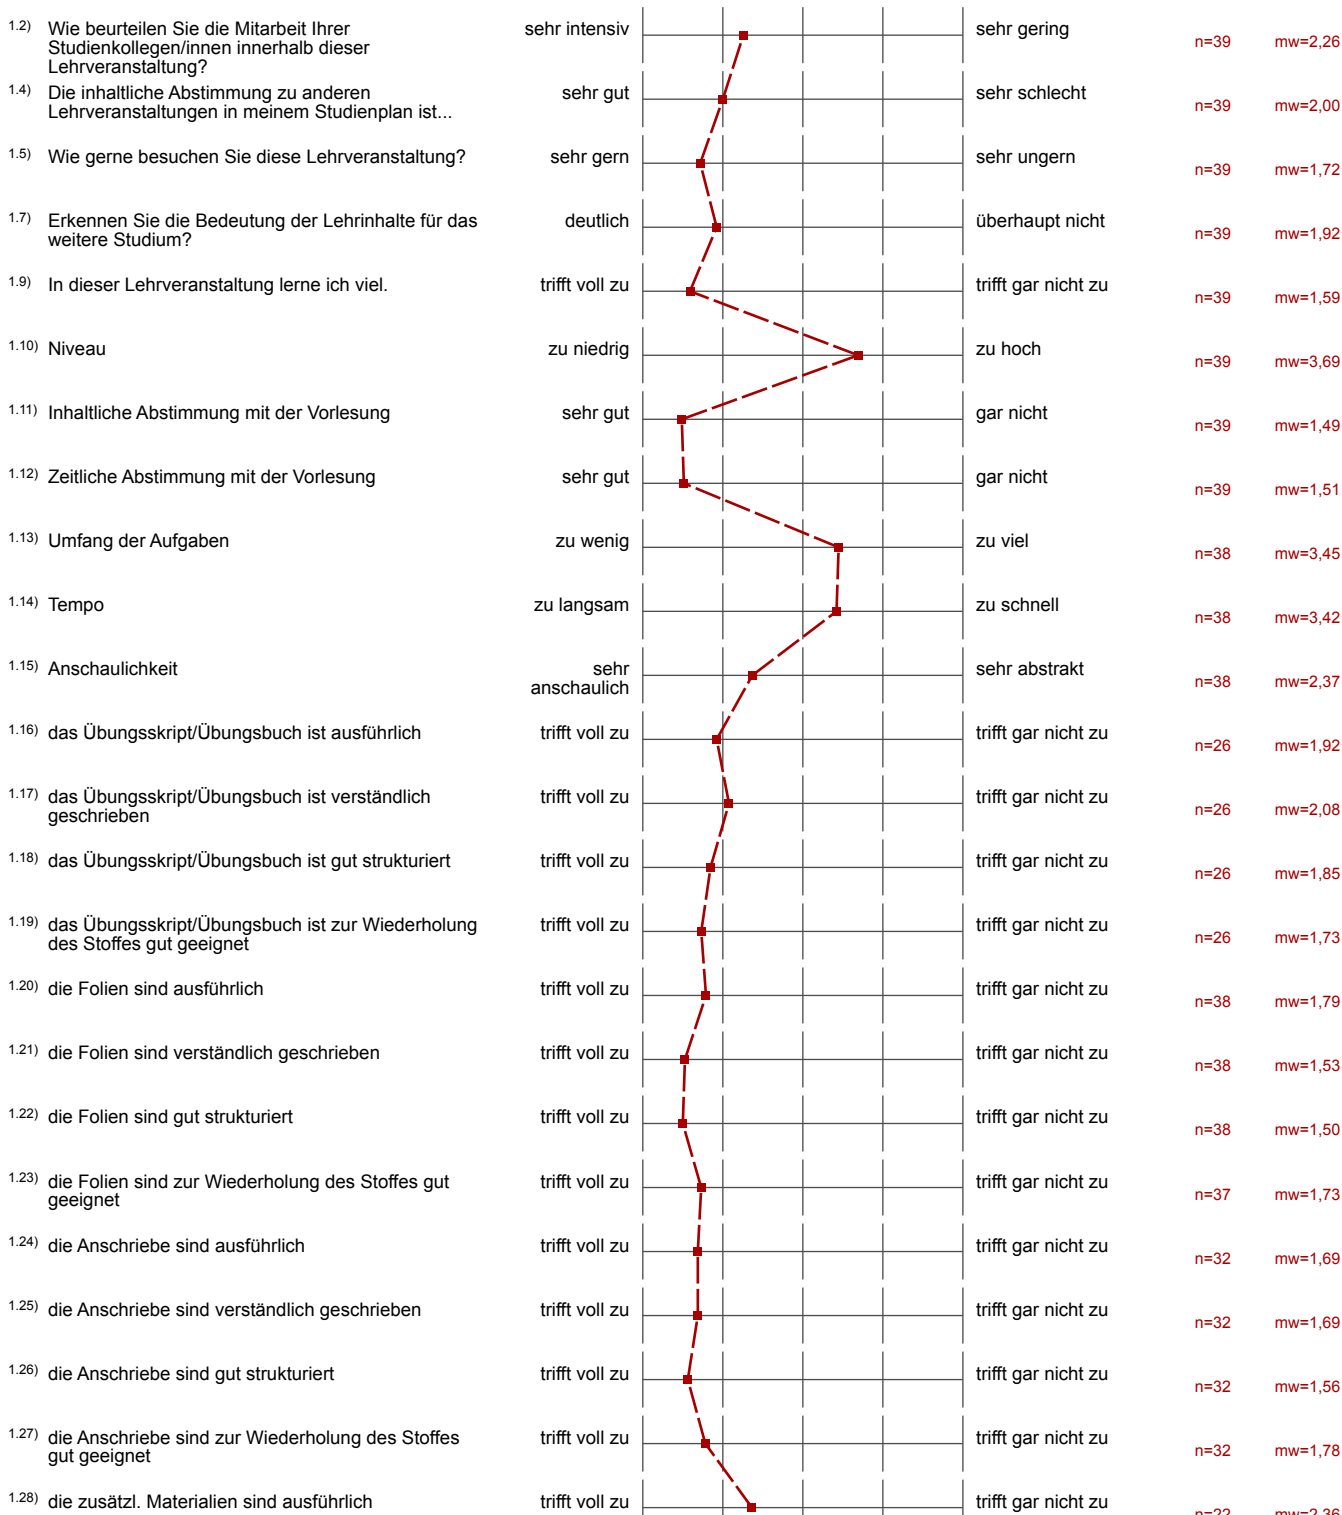 1.2) Wie beurteilen Sie die Mitarbeit Ihrer Studienkollegen/innen innerhalb dieser Lehrveranstaltung? sehr intensiv sehr gering n=39 mw=2,26
1.4) Die inhaltliche Abstimmung zu anderen Lehrveranstaltungen in meinem Studienplan ist... sehr gut sehr schlecht n=39 mw=2,00
1.5) Wie gerne besuchen Sie diese Lehrveranstaltung? sehr gern sehr ungern n=39 mw=1,72
1.7) Erkennen Sie die Bedeutung der Lehrinhalte für das weitere Studium? deutlich überhaupt nicht n=39 mw=1,92
1.9) In dieser Lehrveranstaltung lerne ich viel. trifft voll zu trifft gar nicht zu n=39 mw=1,59
1.10) Niveau zu niedrig zu hoch n=39 mw=3,69
1.11) Inhaltliche Abstimmung mit der Vorlesung sehr gut gar nicht n=39 mw=1,49
1.12) Zeitliche Abstimmung mit der Vorlesung sehr gut gar nicht n=39 mw=1,51
1.13) Umfang der Aufgaben zu wenig zu viel n=38 mw=3,45
1.14) Tempo zu langsam zu schnell n=38 mw=3,42
1.15) Anschaulichkeit sehr anschaulich sehr abstrakt n=38 mw=2,37
1.16) das Übungsskript/Übungsbuch ist ausführlich trifft voll zu trifft gar nicht zu n=26 mw=1,92
1.17) das Übungsskript/Übungsbuch ist verständlich geschrieben trifft voll zu trifft gar nicht zu n=26 mw=2,08
1.18) das Übungsskript/Übungsbuch ist gut strukturiert trifft voll zu trifft gar nicht zu n=26 mw=1,85
1.19) das Übungsskript/Übungsbuch ist zur Wiederholung des Stoffes gut geeignet trifft voll zu trifft gar nicht zu n=26 mw=1,73
1.20) die Folien sind ausführlich trifft voll zu trifft gar nicht zu n=38 mw=1,79
1.21) die Folien sind verständlich geschrieben trifft voll zu trifft gar nicht zu n=38 mw=1,53
1.22) die Folien sind gut strukturiert trifft voll zu trifft gar nicht zu n=38 mw=1,50
1.23) die Folien sind zur Wiederholung des Stoffes gut geeignet trifft voll zu trifft gar nicht zu n=37 mw=1,73
1.24) die Anschriebe sind ausführlich trifft voll zu trifft gar nicht zu n=32 mw=1,69
1.25) die Anschriebe sind verständlich geschrieben trifft voll zu trifft gar nicht zu n=32 mw=1,69
1.26) die Anschriebe sind gut strukturiert trifft voll zu trifft gar nicht zu n=32 mw=1,56
1.27) die Anschriebe sind zur Wiederholung des Stoffes gut geeignet trifft voll zu trifft gar nicht zu n=32 mw=1,78
1.28) die zusätzl. Materialien sind ausführlich trifft voll zu trifft gar nicht zu n=22 mw=2,36